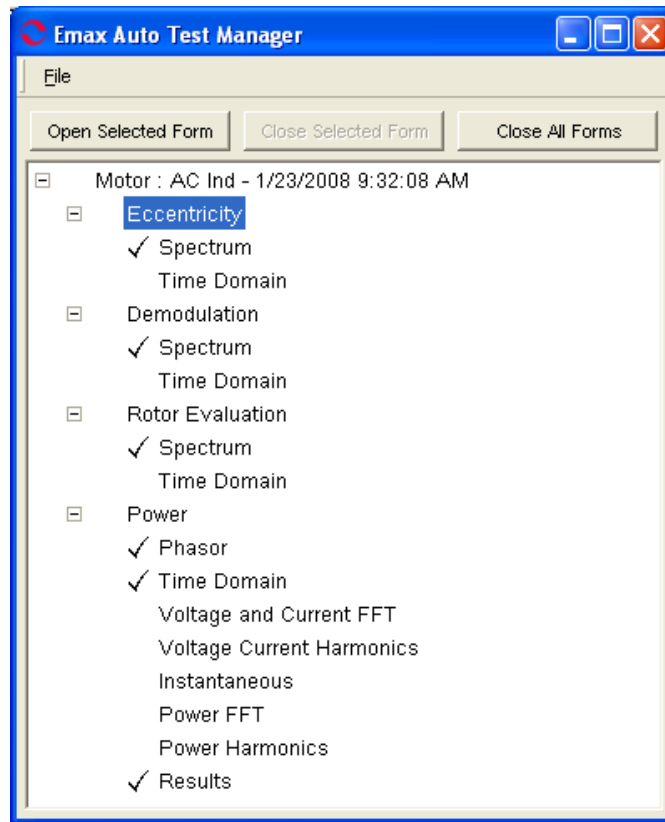 Emax Auto Test Manager
File
Open Selected Form Close Selected Form Close All Forms
Motor : AC Ind - 1/23/2008 9:32:08 AM
Eccentricity
Spectrum
Time Domain
Demodulation
Spectrum
Time Domain
Rotor Evaluation
Spectrum
Time Domain
Power
Phasor
Time Domain
Voltage and Current FFT
Voltage Current Harmonics
Instantaneous
Power FFT
Power Harmonics
Results